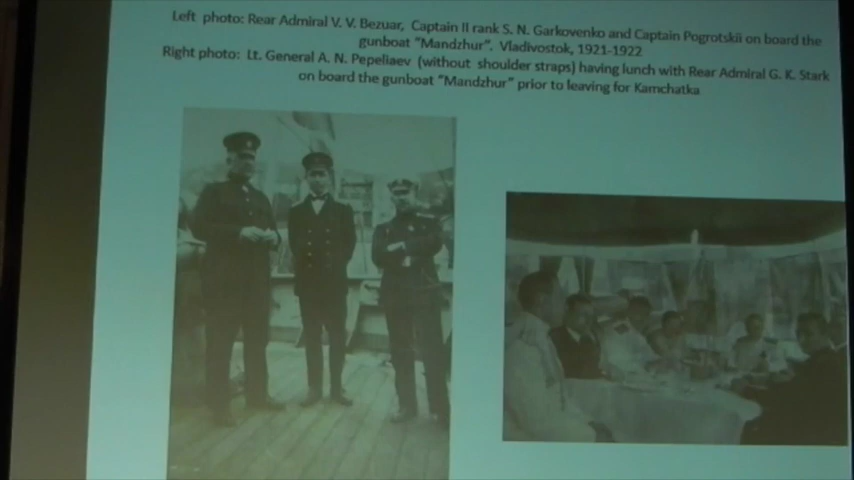 Left photo: Rear Admiral V. V. Bezuar, Captain II rank S. N. Garkovenko and Captain Pogrotskii on board the
gunboat “Mandzhur”. Vladivostok, 1921-1922
Right photo: Lt. General A. N. Pepeliaev (without shoulder straps) having lunch with Rear Admiral G. K. Stark
on board the gunboat “Mandzhur” prior to leaving for Kamchatka